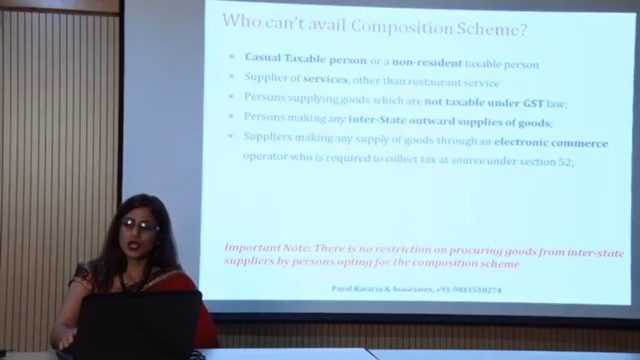 Who can't avail Composition Scheme?
× Casual Taxable person or a non-resident taxable person
× Supplier of services, other than restaurant service
× Persons supplying goods which are not taxable under GST law;
× Persons making any inter-State outward supplies of goods;
× Suppliers making any supply of goods through an electronic commerce
operator who is required to collect tax at source under section 52;
Important Note: There is no restriction on procuring goods from inter-state
suppliers by persons opting for the composition scheme
Payal Kataria & Associates, +91-9811510274